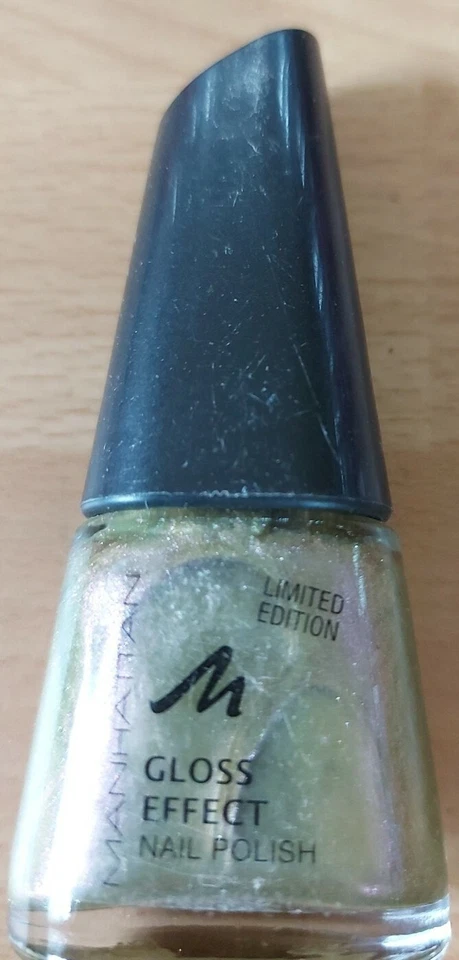 MANHATTAN
LIMITED
EDITION
M
GLOSS
EFFECT
NAIL POLISH